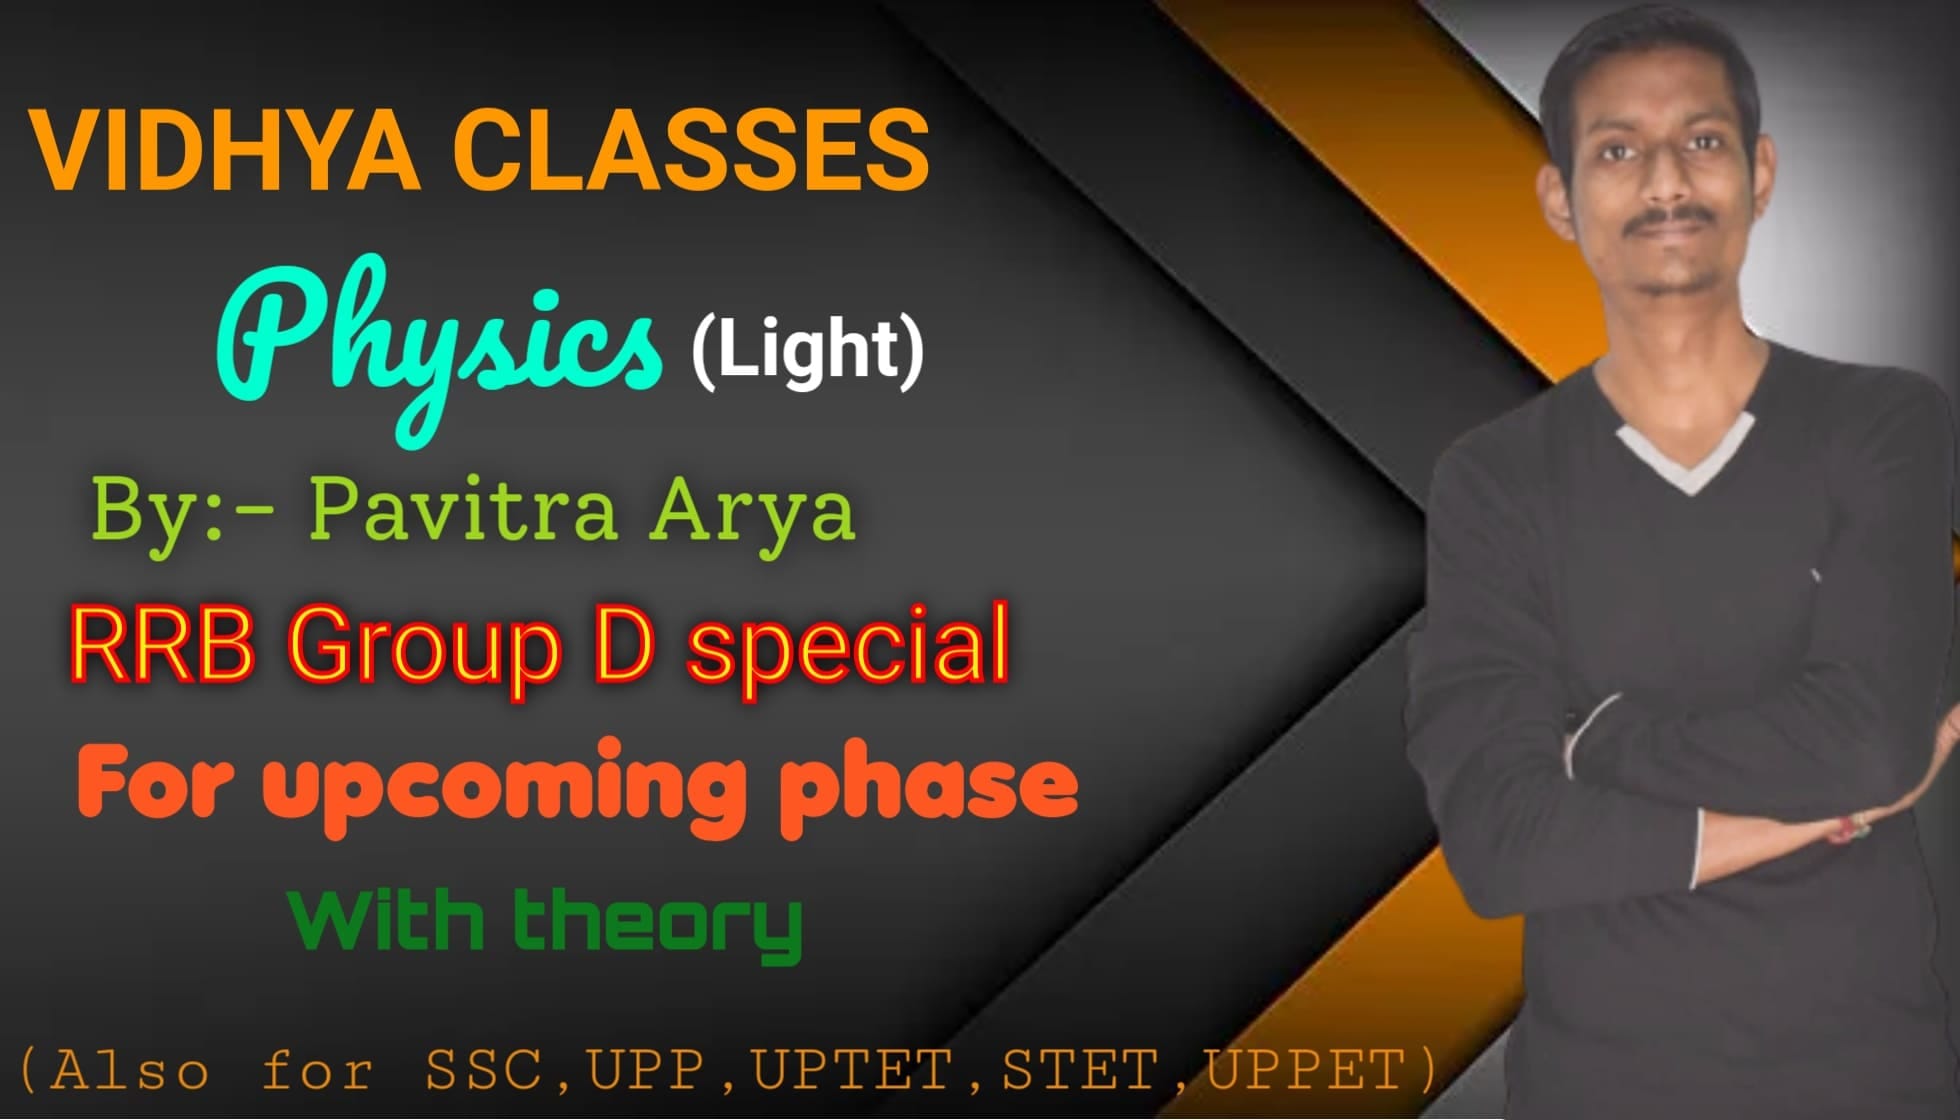 VIDHYA CLASSES
Physics (Light)
By:- Pavitra Arya
RRB Group D special
For upcoming phase
With theory
(Also for SSC,UPP,UPTET,STET,UPPET)